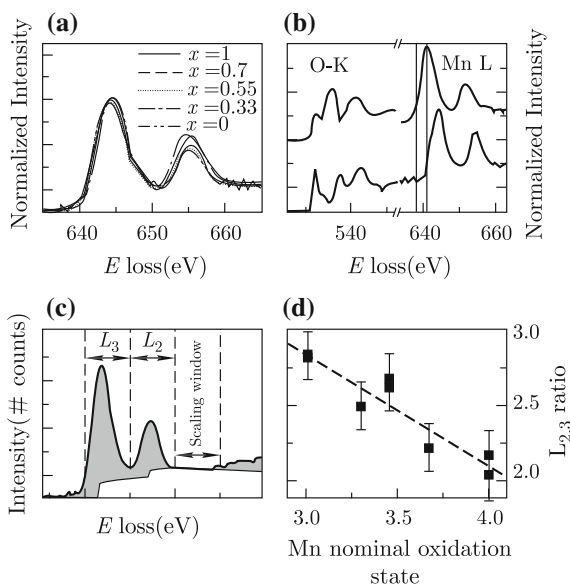 (a)
Normalized Intensity
x=1
x=0.7
x=0.55
x=0.33
x=0
640 650 660
E loss(eV)
(b)
O-K
Mn L
540 640 660
E loss(eV)
Normalized Intensity
(c)
Intensity(# counts)
L3 L2
Scaling window
E loss(eV)
(d)
3.0
2.5
2.0
L2.3 ratio
3.0 3.5 4.0
Mn nominal oxidation
state